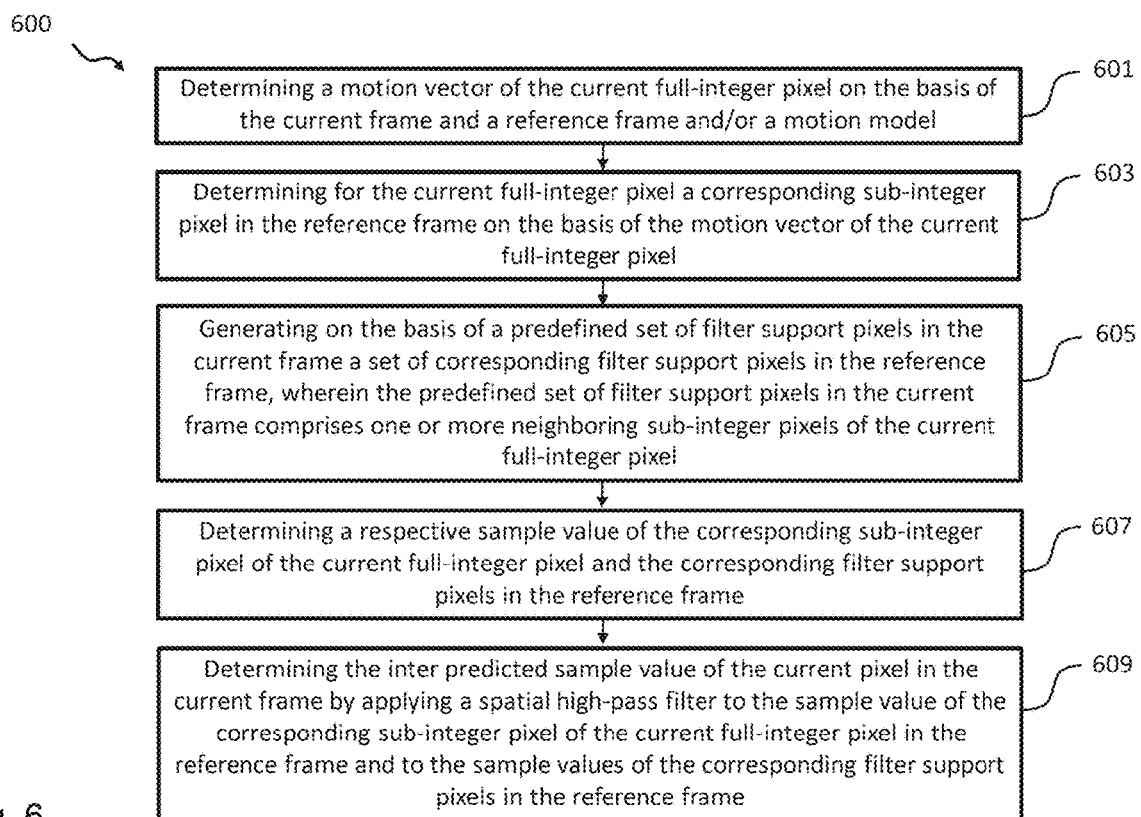 600
Determining a motion vector of the current full-integer pixel on the basis of
the current frame and a reference frame and/or a motion model
601
Determining for the current full-integer pixel a corresponding sub-integer
pixel in the reference frame on the basis of the motion vector of the current
full-integer pixel
603
Generating on the basis of a predefined set of filter support pixels in the
current frame a set of corresponding filter support pixels in the reference
frame, wherein the predefined set of filter support pixels in the current
frame comprises one or more neighboring sub-integer pixels of the current
full-integer pixel
605
Determining a respective sample value of the corresponding sub-integer
pixel of the current full-integer pixel and the corresponding filter support
pixels in the reference frame
607
Determining the inter predicted sample value of the current pixel in the
current frame by applying a spatial high-pass filter to the sample value of the
corresponding sub-integer pixel of the current full-integer pixel in the
reference frame and to the sample values of the corresponding filter support
pixels in the reference frame
609
6